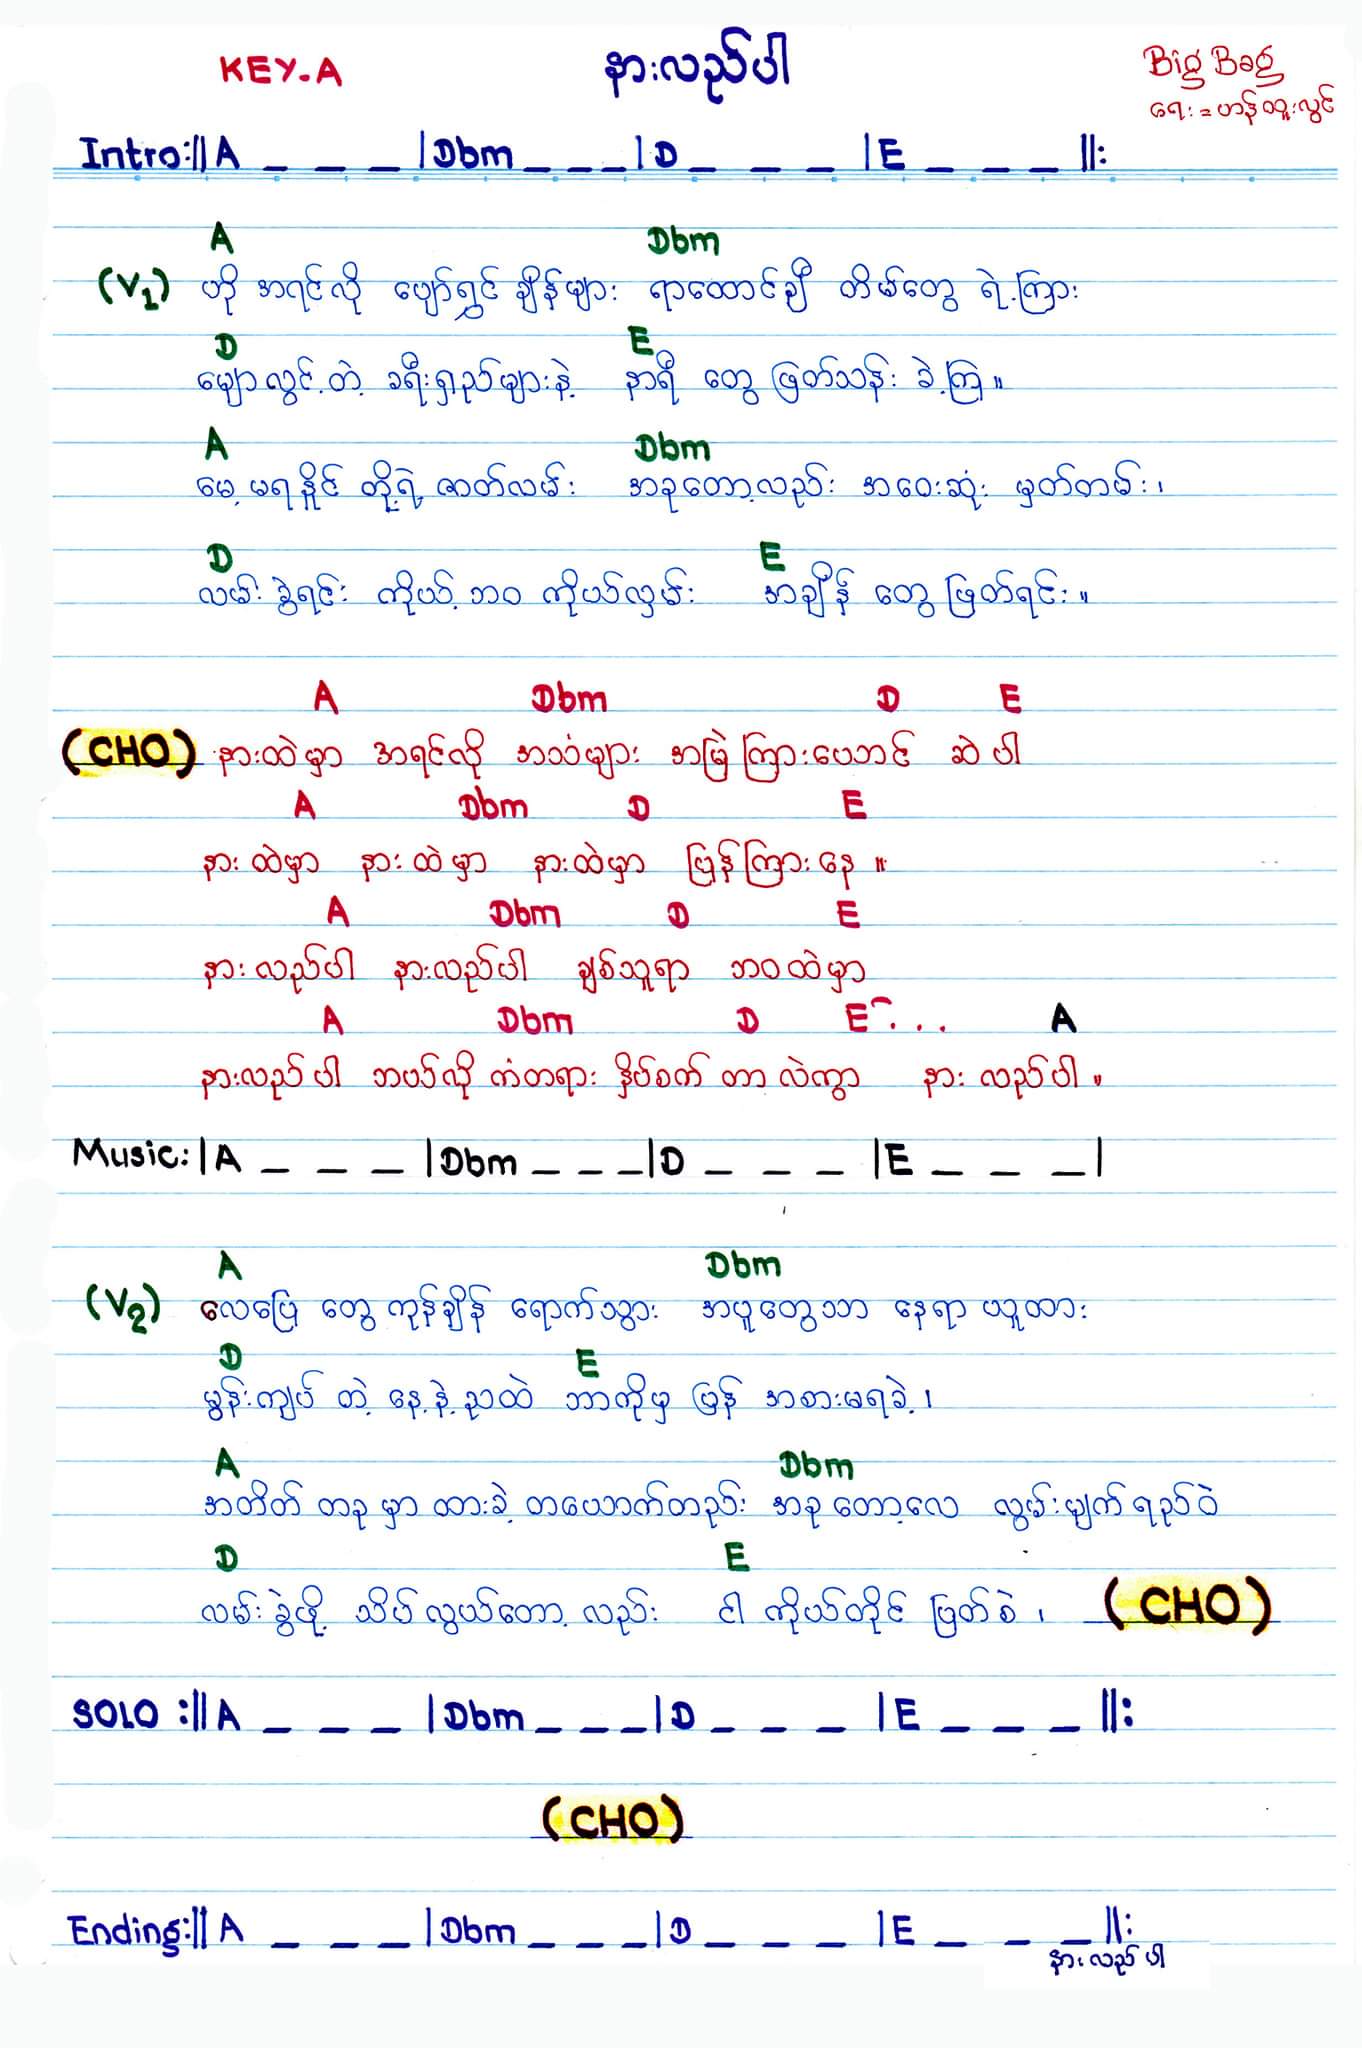 KEY.A နားလည်ပါ Big Bag
ရေး = ဟန်ထူးလွင်
Intro:|| A _ _ _ | Dbm _ _ _ | D _ _ _ | E _ _ _ ||:
A Dbm
(V1) ဟို အရင်လို ပျော်ရွှင် ချိန်များ ရာထောင်ချီ တိမ်တွေ ရဲ့ကြား
D E
မျောလွင့်တဲ့ ခရီးရှည်များနဲ့ နာရီ တွေ ဖြတ်သန်း ခဲ့ကြ။
A Dbm
မေ့ မရနိုင် တို့ရဲ့ ဇာတ်လမ်း အခုတော့လည်း အဝေးဆုံး မှတ်တမ်း၊
D E
လမ်းခွဲရင်း ကိုယ့်ဘဝ ကိုယ်လှမ်း အချိန် တွေ ဖြတ်ရင်း။
A Dbm D E
(CHO) နားထဲမှာ အရင်လို အသံများ အမြဲကြားယောင် ဆဲပါ
A Dbm D E
နားထဲမှာ နားထဲမှာ နားထဲမှာ ပြန်ကြားနေ ။
A Dbm D E
နားလည်ပါ နားလည်ပါ ချစ်သူရာ ဘဝထဲမှာ
A Dbm D E... A
နားလည်ပါ ဘယ်လို ကံတရား နှိပ်စက် တာလဲကွာ နားလည်ပါ။
Music:| A _ _ _ | Dbm _ _ _ | D _ _ _ | E _ _ _ |
A Dbm
(V2) လေပြေ တွေ ကုန်ချိန် ရောက်သွား အပူတွေသာ နေရာ ယူထား
D E
မွန်းကျပ် တဲ့ နေ့နဲ့ညထဲ ဘာကိုမှ ပြန် အစားမရခဲ့၊
A Dbm
အတိတ် တခုမှာ ထားခဲ့ တယောက်တည်း အခုတော့လေ လွမ်းမျက်ရည်ဝဲ
D E
လမ်းခွဲဖို့ သိပ်လွယ်တော့လည်း ငါ ကိုယ်တိုင် ပြတ်စဲ၊ (CHO)
SOLO :|| A _ _ _ | Dbm _ _ _ | D _ _ _ | E _ _ _ ||:
(CHO)
Ending:|| A _ _ _ | Dbm _ _ _ | D _ _ _ | E _ _ _ ||:
နားလည်ပါ